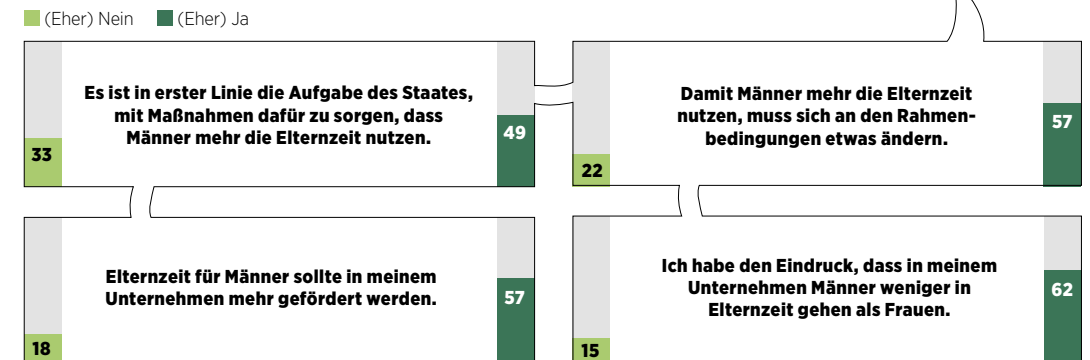 (Eher) Nein (Eher) Ja
Es ist in erster Linie die Aufgabe des Staates,
mit Maßnahmen dafür zu sorgen, dass
Männer mehr die Elternzeit nutzen.
33
49
Damit Männer mehr die Elternzeit
nutzen, muss sich an den Rahmen-
bedingungen etwas ändern.
22
57
Elternzeit für Männer sollte in meinem
Unternehmen mehr gefördert werden.
18
57
Ich habe den Eindruck, dass in meinem
Unternehmen Männer weniger in
Elternzeit gehen als Frauen.
15
62